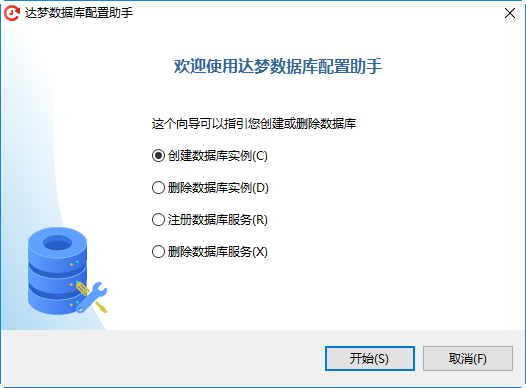 达梦数据库配置助手
欢迎使用达梦数据库配置助手
这个向导可以指引您创建或删除数据库
创建数据库实例(C)
删除数据库实例(D)
注册数据库服务(R)
删除数据库服务(X)
开始(S)
取消(F)